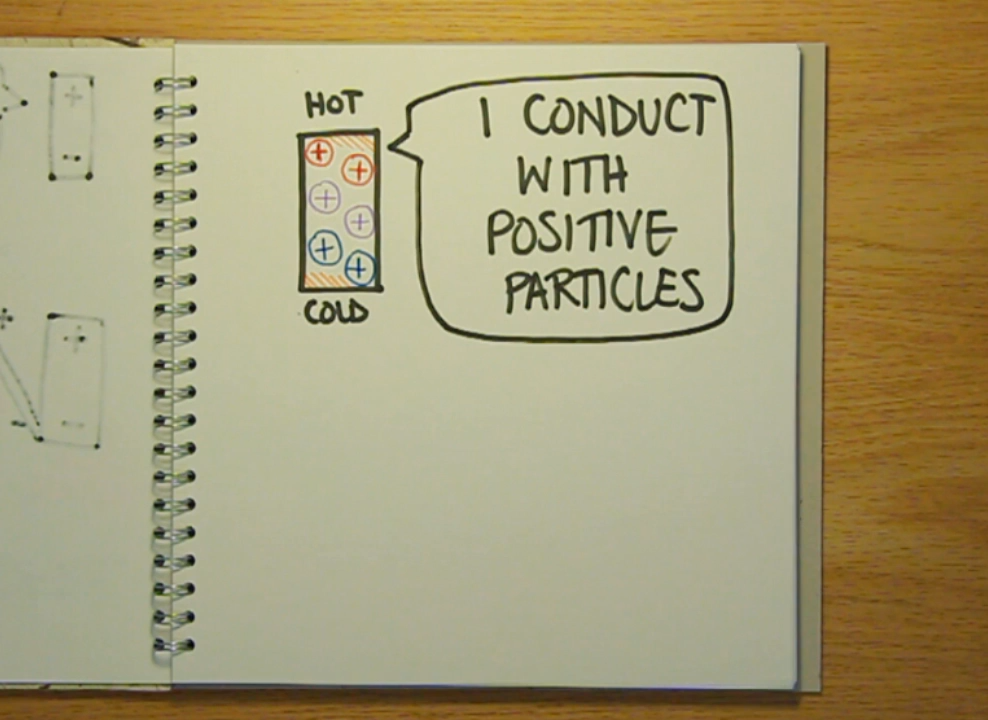 HOT
I CONDUCT
WITH
POSITIVE
PARTICLES
+
+
+
+
+
+
COLD